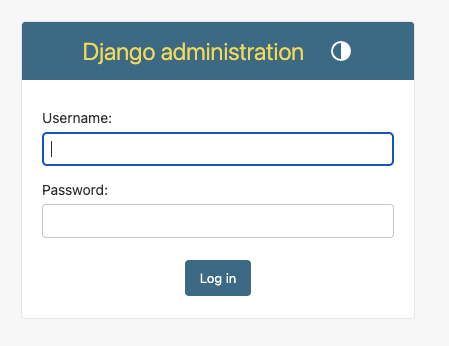 Django administration
Username:
Password:
Log in